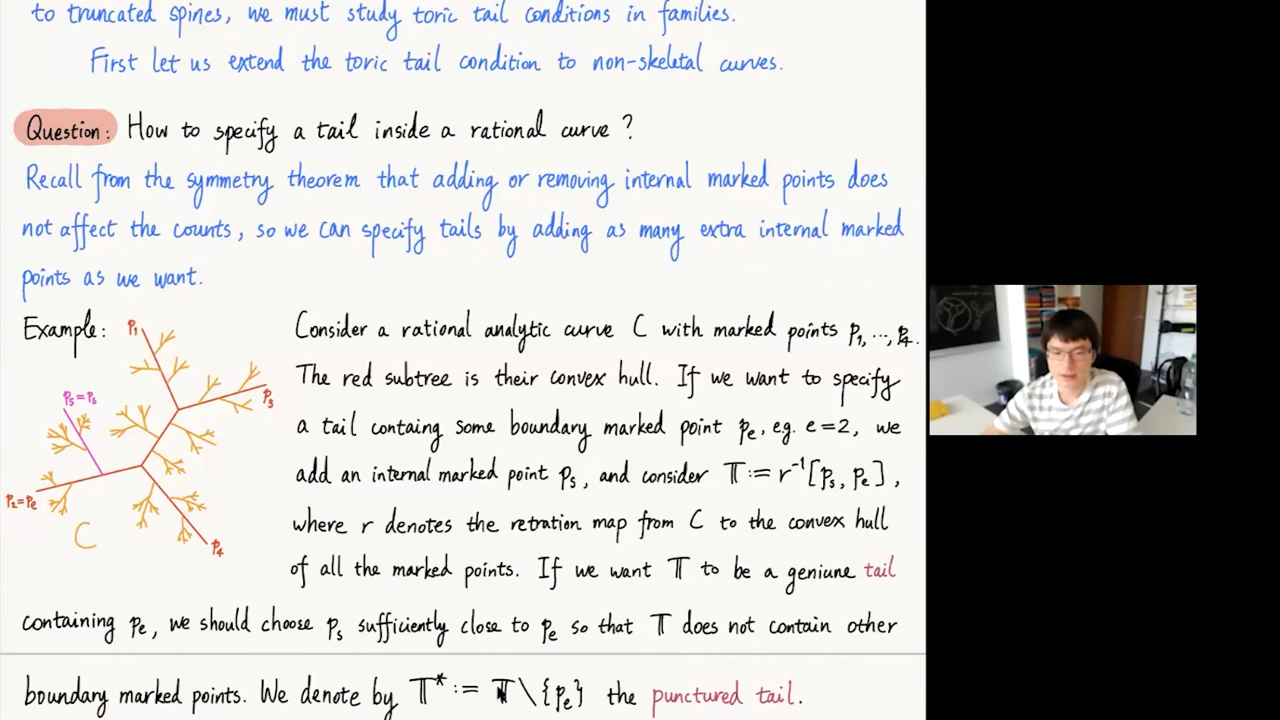 to truncated spines, we must study toric tail conditions in families.
First let us extend the toric tail condition to non-skeletal curves.
Question: How to specify a tail inside a rational curve ?
Recall from the symmetry theorem that adding or removing internal marked points does
not affect the counts, so we can specify tails by adding as many extra internal marked
points as we want.
Example:
p₁
p₃
p₅=pₛ
p₂=pₑ
p₄
C
Consider a rational analytic curve C with marked points p₁, ..., p₄.
The red subtree is their convex hull. If we want to specify
a tail containg some boundary marked point pₑ, eg. e=2, we
add an internal marked point pₛ, and consider 𝕋 := r⁻¹[pₛ, pₑ],
where r denotes the retration map from C to the convex hull
of all the marked points. If we want 𝕋 to be a geniune tail
containing pₑ, we should choose pₛ sufficiently close to pₑ so that 𝕋 does not contain other
boundary marked points. We denote by 𝕋* := 𝕋 \ {pₑ} the punctured tail.